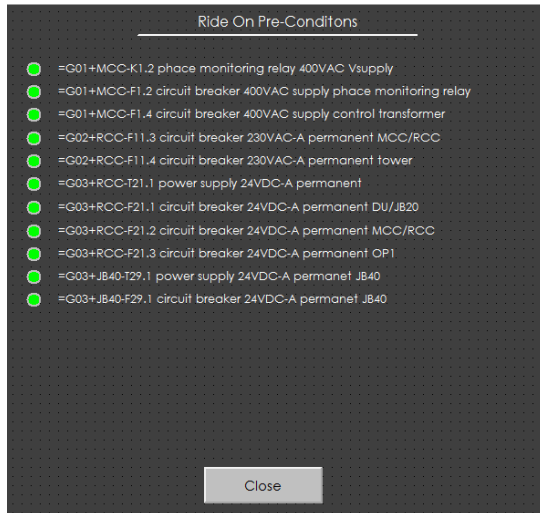 Ride On Pre-Conditons
=G01+MCC-K1.2 phace monitoring relay 400VAC Vsupply
=G01+MCC-F1.2 circuit breaker 400VAC supply phace monitoring relay
=G01+MCC-F1.4 circuit breaker 400VAC supply control transformer
=G02+RCC-F11.3 circuit breaker 230VAC-A permanent MCC/RCC
=G02+RCC-F11.4 circuit breaker 230VAC-A permanent tower
=G03+RCC-T21.1 power supply 24VDC-A permanent
=G03+RCC-F21.1 circuit breaker 24VDC-A permanent DU/JB20
=G03+RCC-F21.2 circuit breaker 24VDC-A permanent MCC/RCC
=G03+RCC-F21.3 circuit breaker 24VDC-A permanent OP1
=G03+JB40-T29.1 power supply 24VDC-A permanet JB40
=G03+JB40-F29.1 circuit breaker 24VDC-A permanet JB40
Close